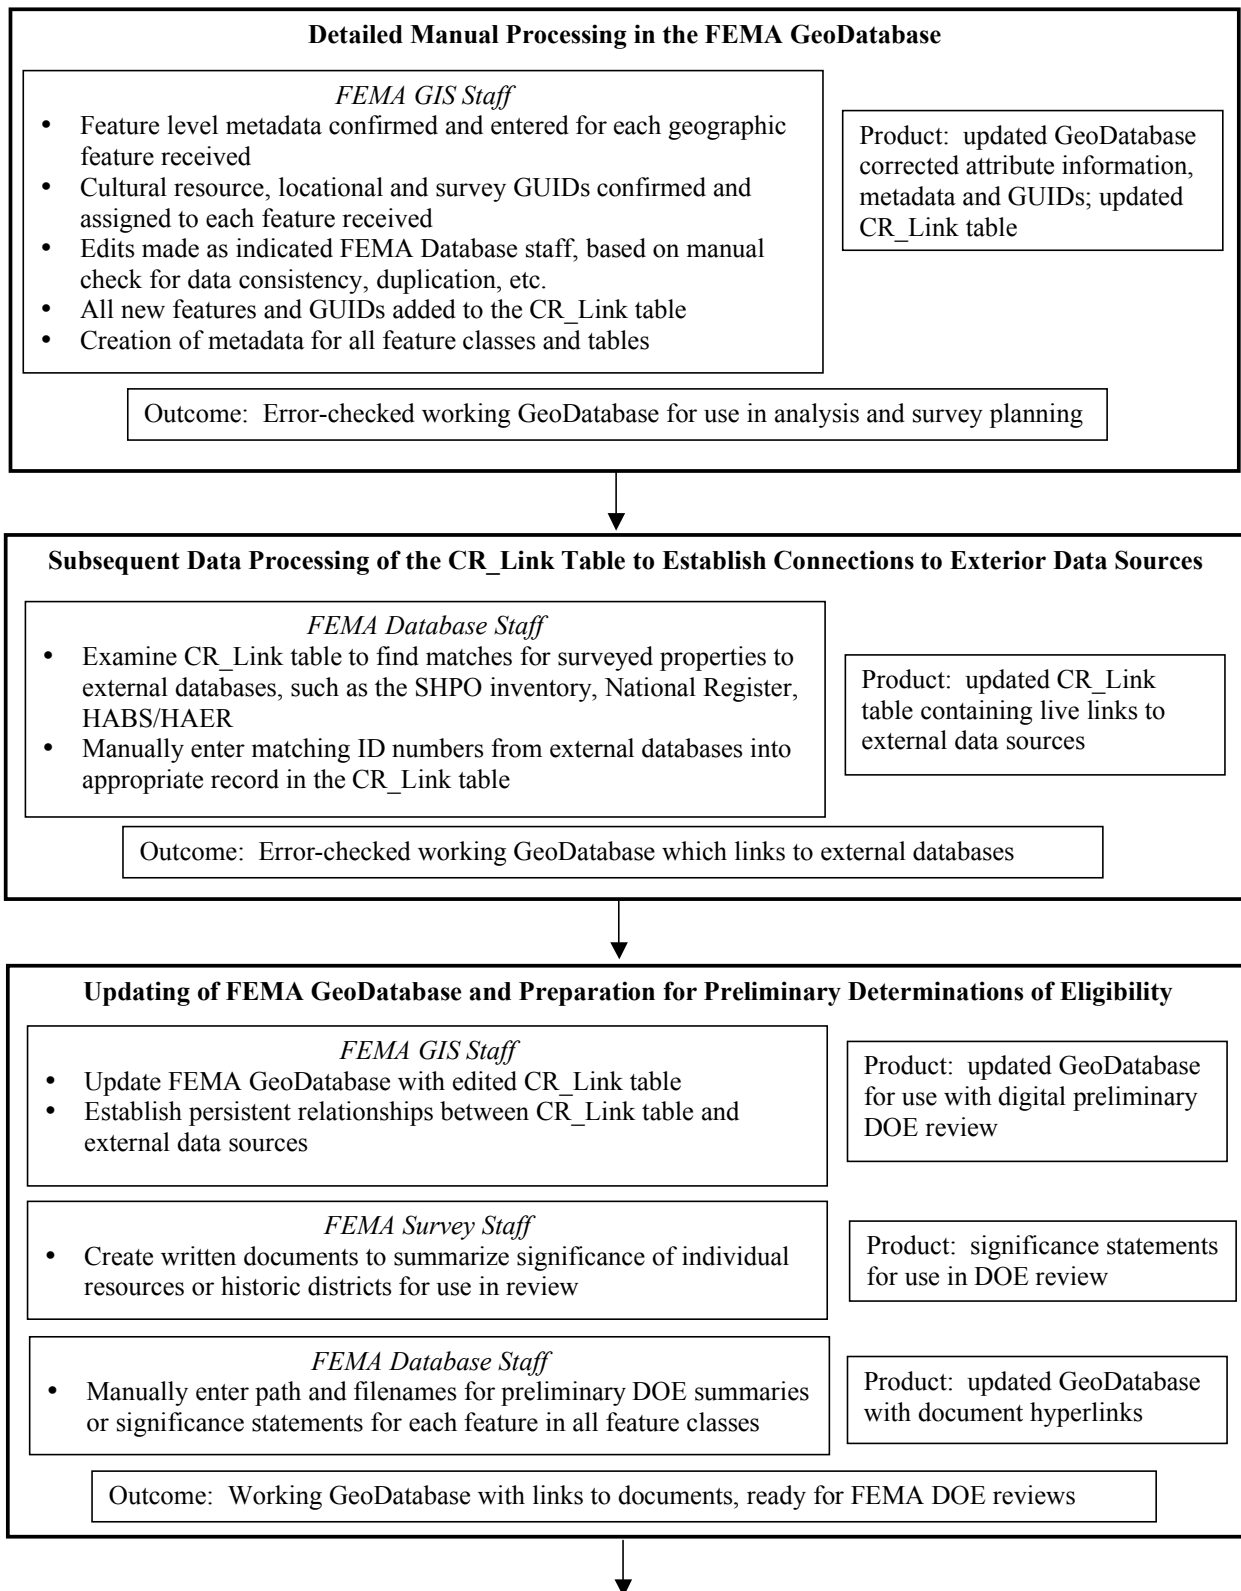 Detailed Manual Processing in the FEMA GeoDatabase
FEMA GIS Staff
• Feature level metadata confirmed and entered for each geographic
feature received
• Cultural resource, locational and survey GUIDs confirmed and
assigned to each feature received
• Edits made as indicated FEMA Database staff, based on manual
check for data consistency, duplication, etc.
• All new features and GUIDs added to the CR_Link table
• Creation of metadata for all feature classes and tables
Product:  updated GeoDatabase
corrected attribute information,
metadata and GUIDs; updated
CR_Link table
Outcome:  Error-checked working GeoDatabase for use in analysis and survey planning
Subsequent Data Processing of the CR_Link Table to Establish Connections to Exterior Data Sources
FEMA Database Staff
• Examine CR_Link table to find matches for surveyed properties to
external databases, such as the SHPO inventory, National Register,
HABS/HAER
• Manually enter matching ID numbers from external databases into
appropriate record in the CR_Link table
Product:  updated CR_Link
table containing live links to
external data sources
Outcome:  Error-checked working GeoDatabase which links to external databases
Updating of FEMA GeoDatabase and Preparation for Preliminary Determinations of Eligibility
FEMA GIS Staff
• Update FEMA GeoDatabase with edited CR_Link table
• Establish persistent relationships between CR_Link table and
external data sources
Product:  updated GeoDatabase
for use with digital preliminary
DOE review
FEMA Survey Staff
• Create written documents to summarize significance of individual
resources or historic districts for use in review
Product:  significance statements
for use in DOE review
FEMA Database Staff
• Manually enter path and filenames for preliminary DOE summaries
or significance statements for each feature in all feature classes
Product:  updated GeoDatabase
with document hyperlinks
Outcome:  Working GeoDatabase with links to documents, ready for FEMA DOE reviews